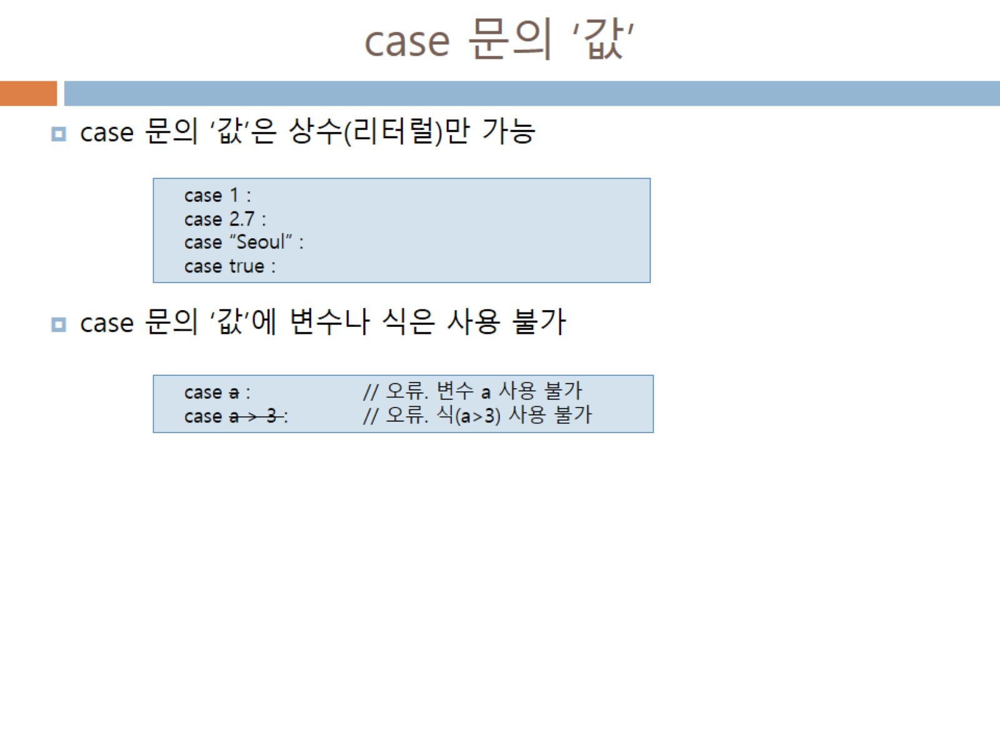 case 문의 ‘값’
case 문의 ‘값’은 상수(리터럴)만 가능
case 1 :
case 2.7 :
case “Seoul” :
case true :
case 문의 ‘값’에 변수나 식은 사용 불가
case a : // 오류. 변수 a 사용 불가
case a > 3 : // 오류. 식(a>3) 사용 불가